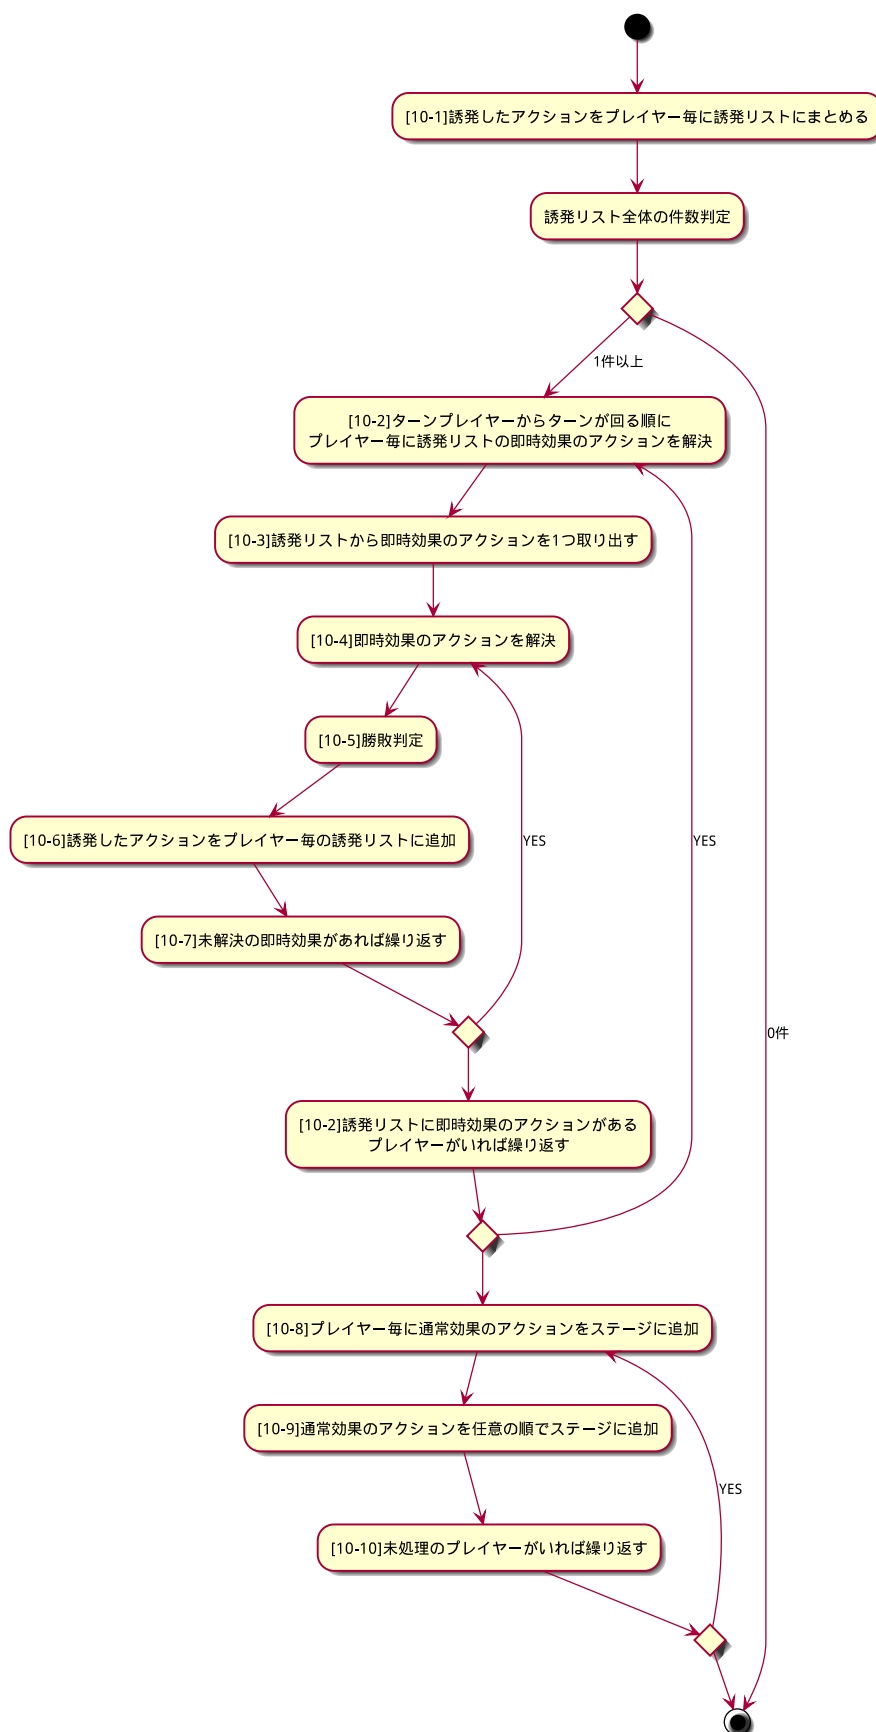 [10-1]誘発したアクションをプレイヤー毎に誘発リストにまとめる
誘発リスト全体の件数判定
1件以上
[10-2]ターンプレイヤーからターンが回る順に
プレイヤー毎に誘発リストの即時効果のアクションを解決
[10-3]誘発リストから即時効果のアクションを1つ取り出す
[10-4]即時効果のアクションを解決
[10-5]勝敗判定
[10-6]誘発したアクションをプレイヤー毎の誘発リストに追加
YES
YES
[10-7]未解決の即時効果があれば繰り返す
0件
[10-2]誘発リストに即時効果のアクションがある
プレイヤーがいれば繰り返す
[10-8]プレイヤー毎に通常効果のアクションをステージに追加
[10-9]通常効果のアクションを任意の順でステージに追加
YES
[10-10]未処理のプレイヤーがいれば繰り返す